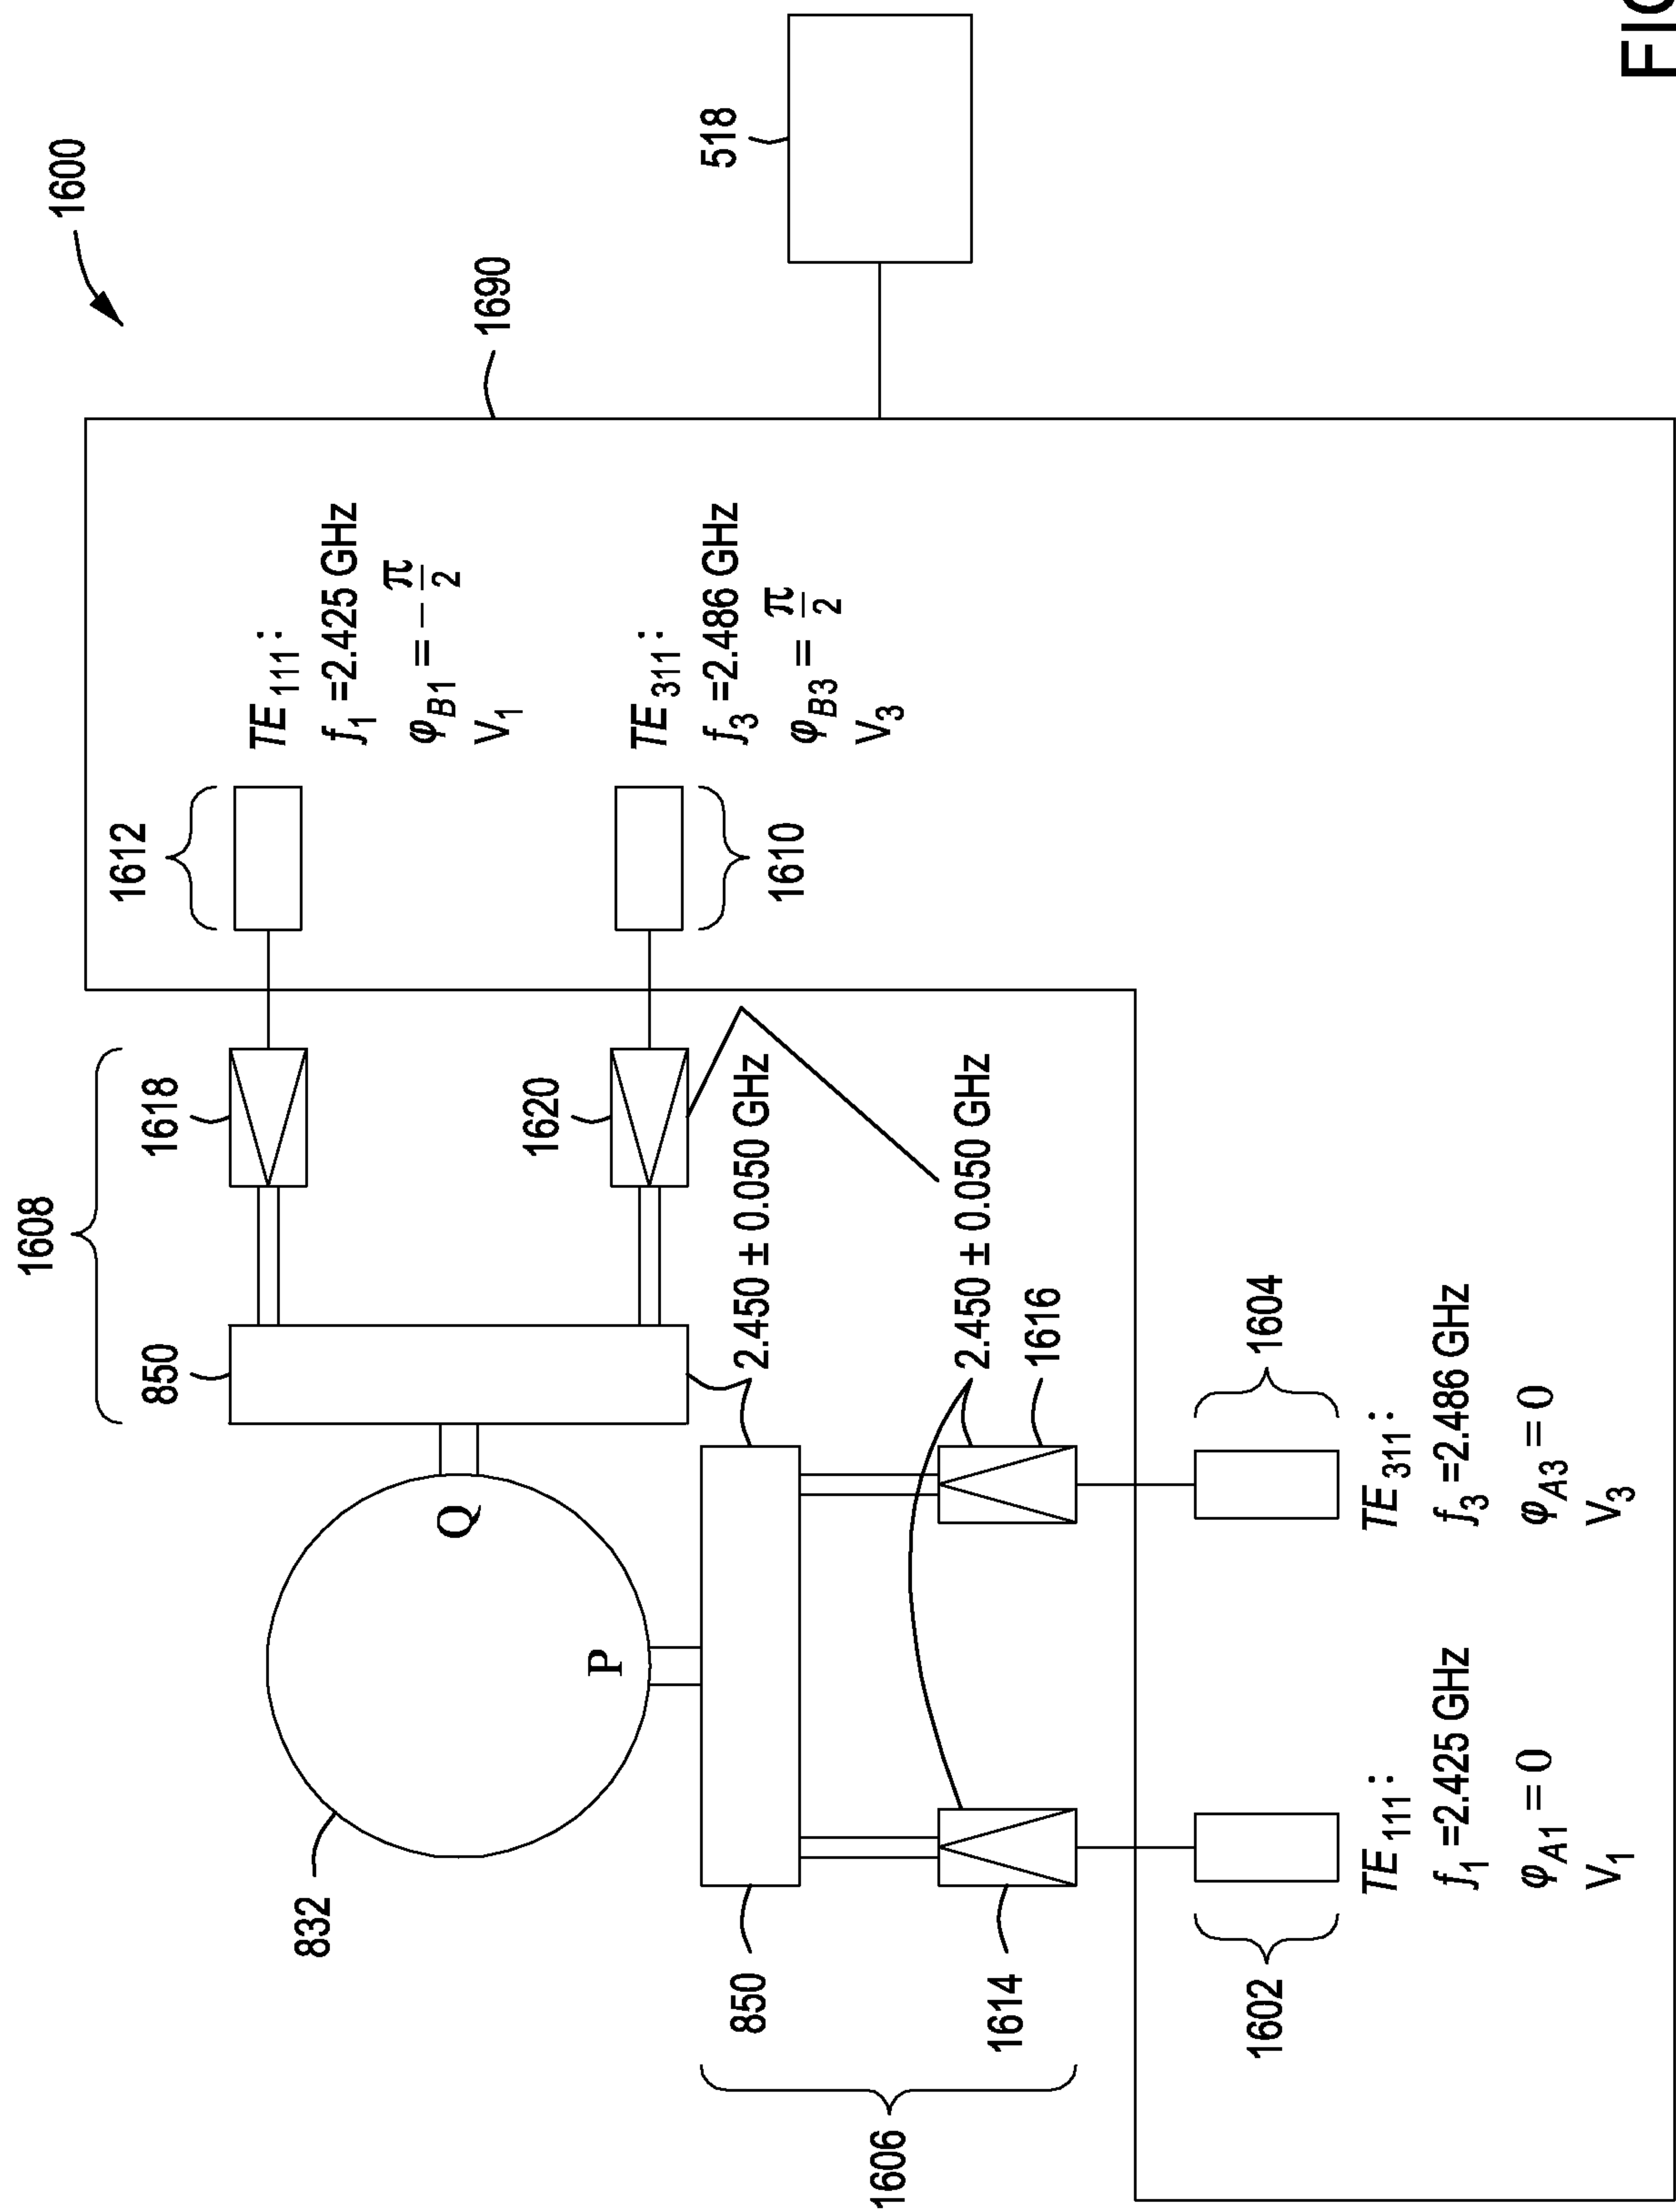 1600
1608
1612
850
1618
TE111:
f1 =2.425 GHz
φB1 = −π/2
V1
832
1690
Q
1620
P
TE311:
f3 =2.486 GHz
φB3 = π/2
V3
518
1610
850
2.450 ± 0.050 GHz
1606
2.450 ± 0.050 GHz
1614
1616
1602
1604
TE111:
f1 =2.425 GHz
φA1 = 0
V1
TE311:
f3 =2.486 GHz
φA3 = 0
V3